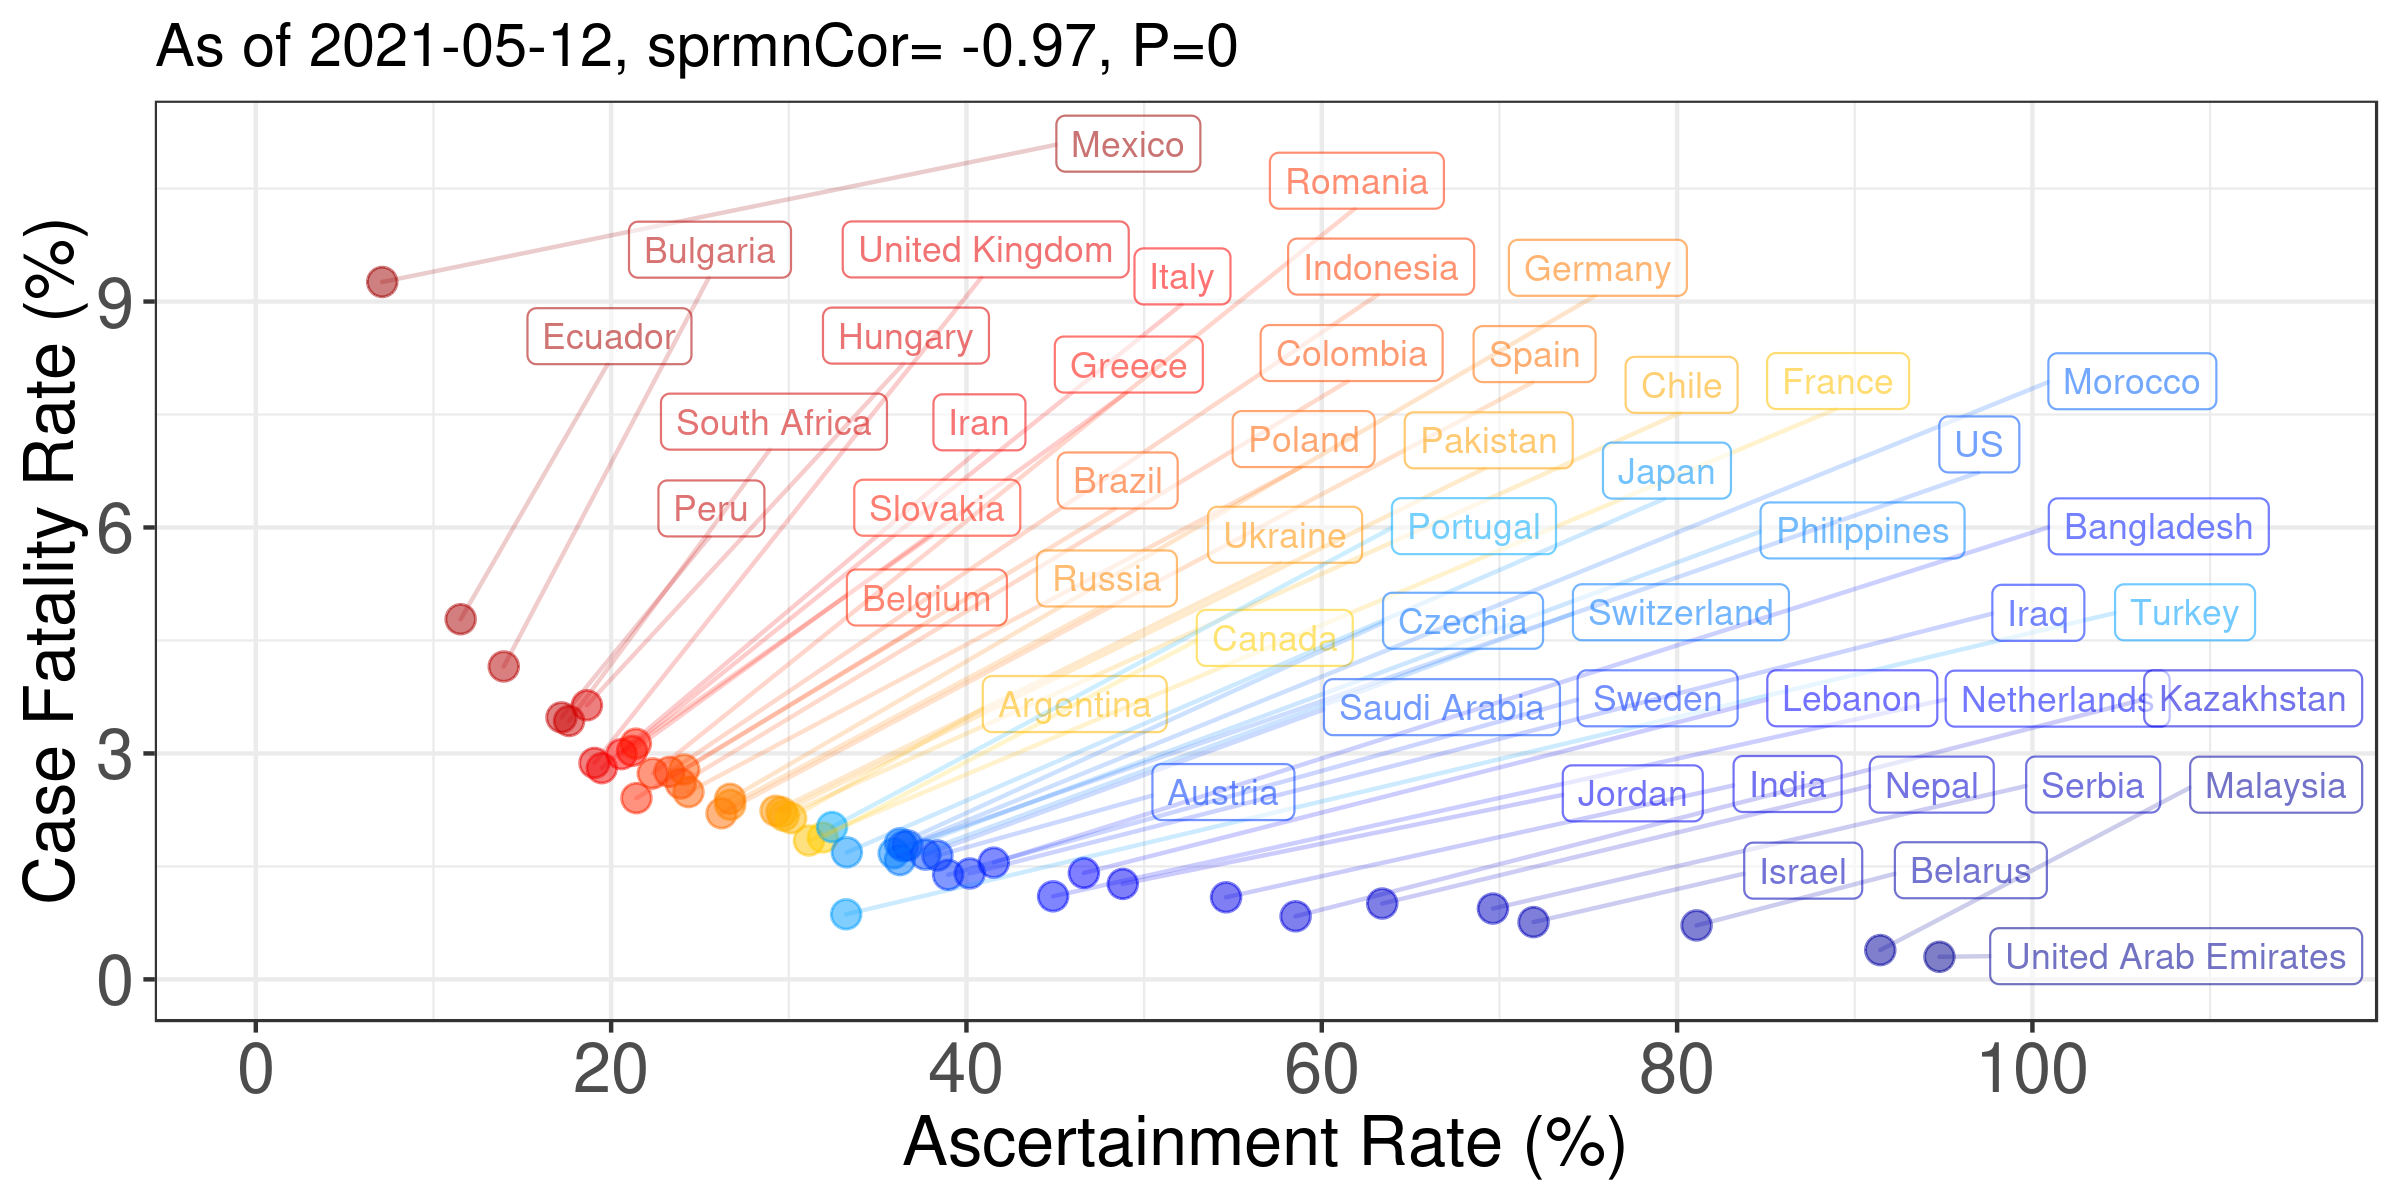 As of 2021-05-12, sprmnCor= -0.97, P=0
Case Fatality Rate (%)
9
6
3
0
Mexico
Romania
Bulgaria
United Kingdom
Italy
Indonesia
Germany
Ecuador
Hungary
Greece
Colombia
Spain
Chile
France
Morocco
South Africa
Iran
Poland
Pakistan
Japan
US
Peru
Slovakia
Brazil
Ukraine
Portugal
Philippines
Bangladesh
Belgium
Russia
Canada
Czechia
Switzerland
Iraq
Turkey
Argentina
Saudi Arabia
Sweden
Lebanon
Netherlands
Kazakhstan
Austria
Jordan
India
Nepal
Serbia
Malaysia
Israel
Belarus
United Arab Emirates
0
20
40
60
80
100
Ascertainment Rate (%)